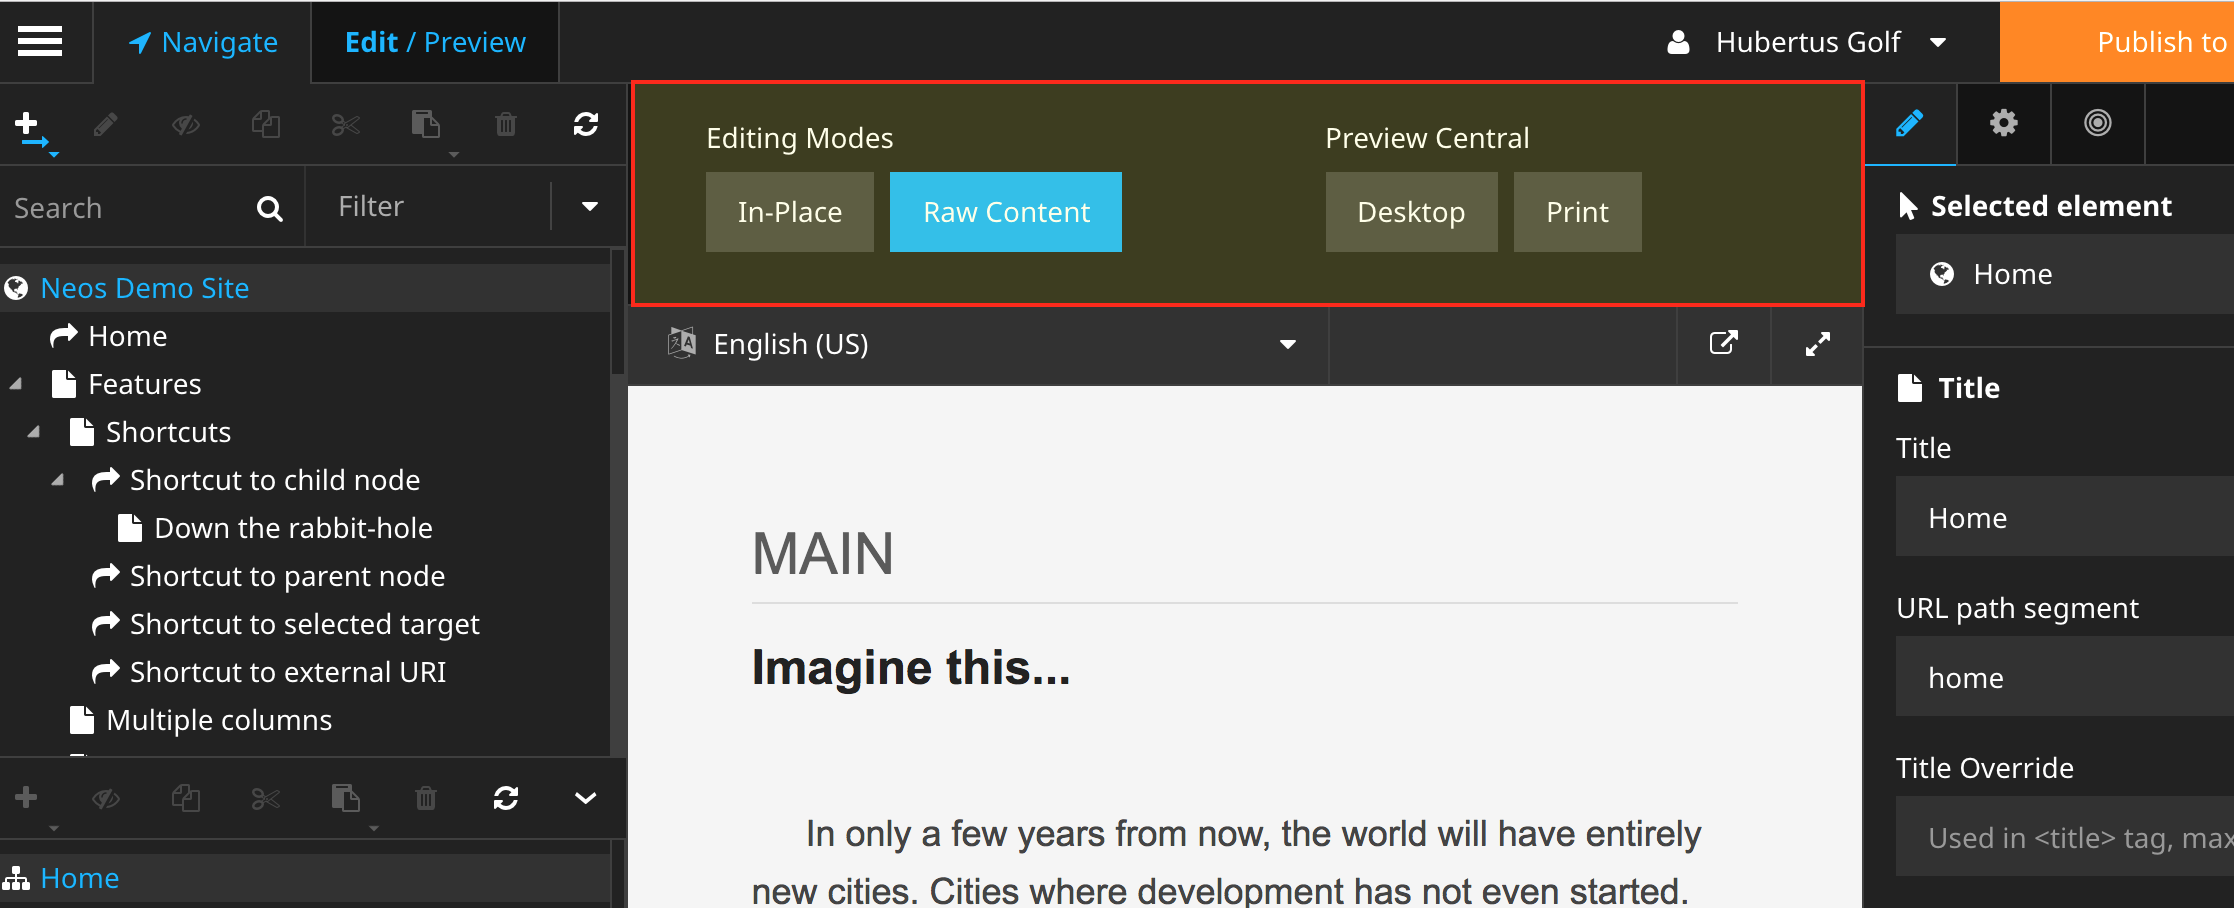 Navigate
Edit / Preview
Hubertus Golf
Publish to
Search
Filter
Neos Demo Site
Home
Features
Shortcuts
Shortcut to child node
Down the rabbit-hole
Shortcut to parent node
Shortcut to selected target
Shortcut to external URI
Multiple columns
Home
Editing Modes
In-Place
Raw Content
Preview Central
Desktop
Print
English (US)
MAIN
Imagine this...
In only a few years from now, the world will have entirely
new cities. Cities where development has not even started.
Selected element
Home
Title
Title
Home
URL path segment
home
Title Override
Used in <title> tag, max